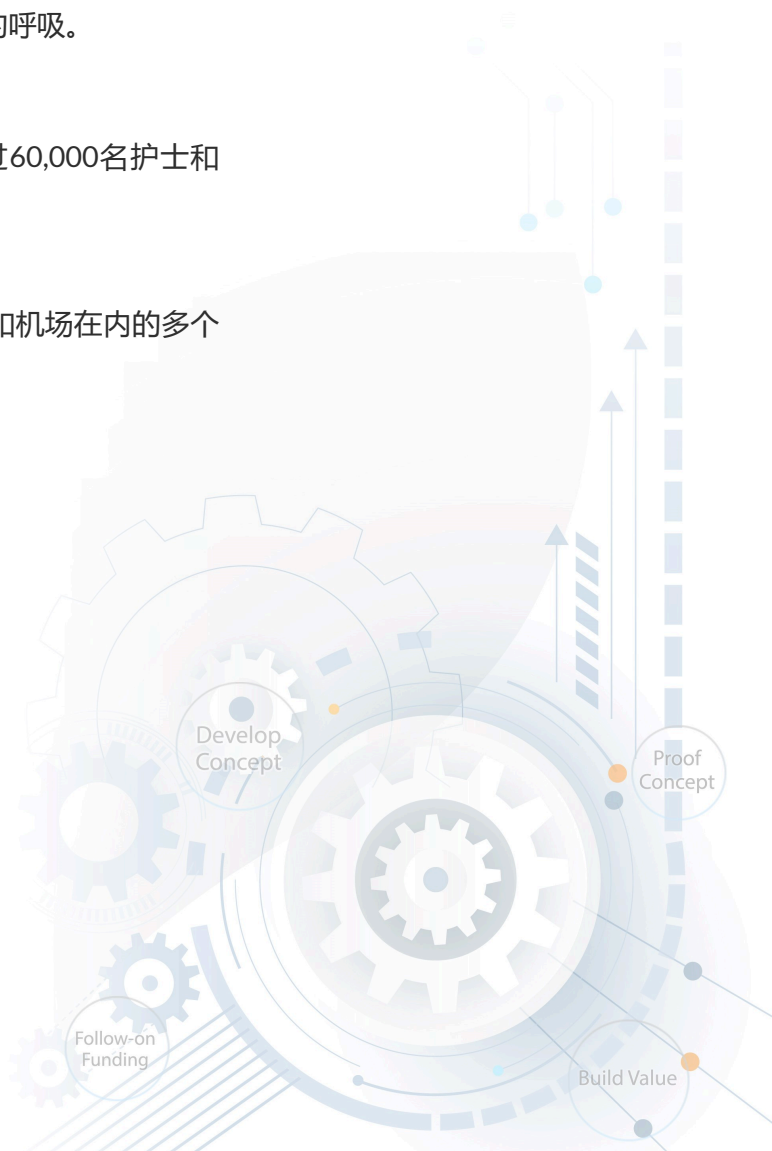 的呼吸。
过60,000名护士和
和机场在内的多个
Develop
Concept
Proof
Concept
Follow-on
Funding
Build Value